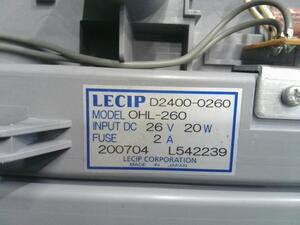 LECIP D2400-0260
MODEL OHL-260
INPUT DC 26 V 20 W
FUSE 2 A
200704 L542239
LECIP CORPORATION
MADE IN JAPAN